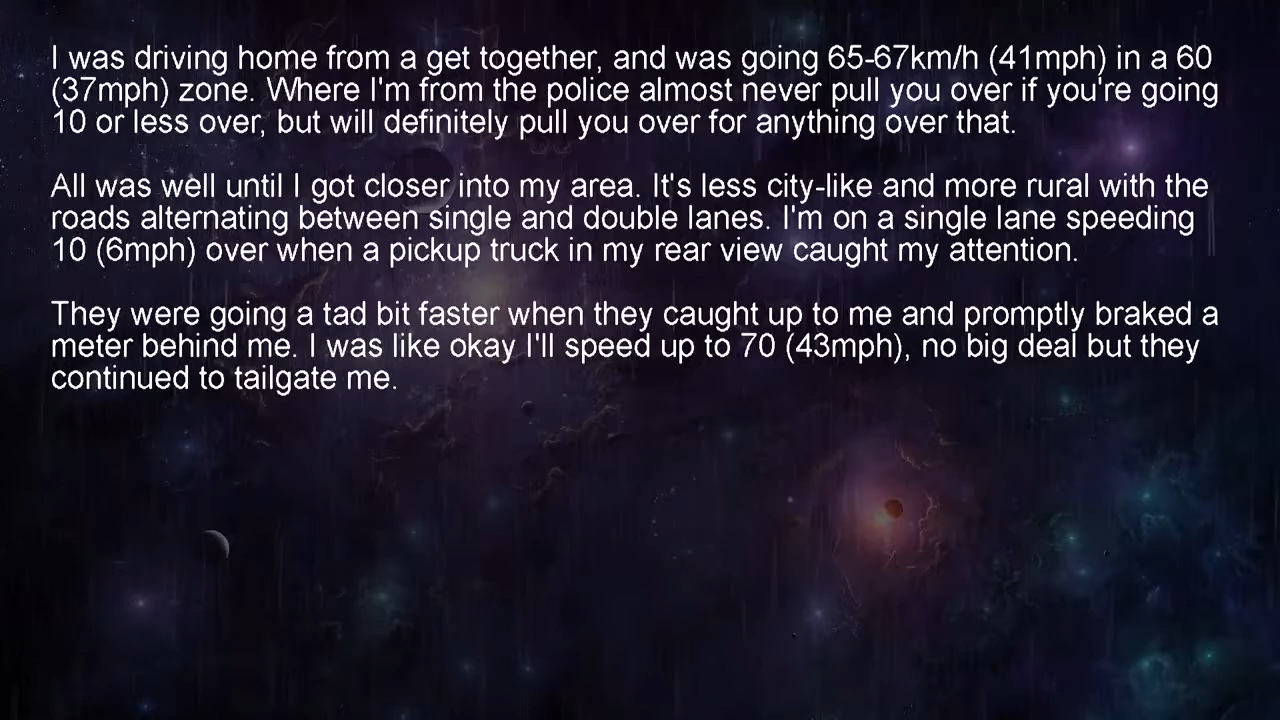 I was driving home from a get together, and was going 65-67km/h (41mph) in a 60
(37mph) zone. Where I'm from the police almost never pull you over if you're going
10 or less over, but will definitely pull you over for anything over that.
All was well until I got closer into my area. It's less city-like and more rural with the
roads alternating between single and double lanes. I'm on a single lane speeding
10 (6mph) over when a pickup truck in my rear view caught my attention.
They were going a tad bit faster when they caught up to me and promptly braked a
meter behind me. I was like okay I'll speed up to 70 (43mph), no big deal but they
continued to tailgate me.